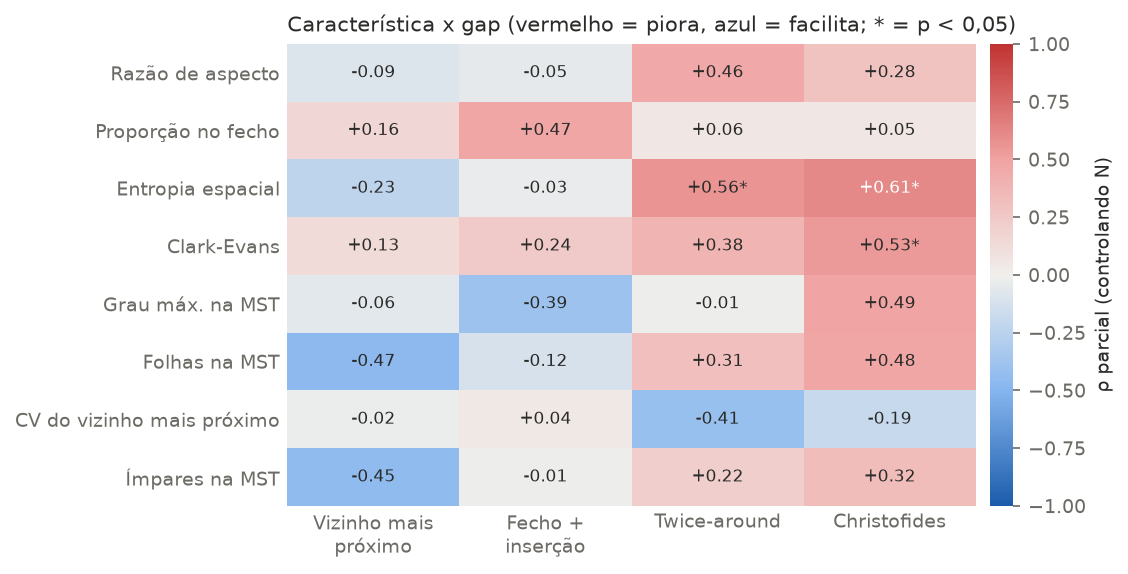 Característica x gap (vermelho = piora, azul = facilita; * = p < 0,05)
Razão de aspecto -0.09 -0.05 +0.46 +0.28
Proporção no fecho +0.16 +0.47 +0.06 +0.05
Entropia espacial -0.23 -0.03 +0.56* +0.61*
Clark-Evans +0.13 +0.24 +0.38 +0.53*
Grau máx. na MST -0.06 -0.39 -0.01 +0.49
Folhas na MST -0.47 -0.12 +0.31 +0.48
CV do vizinho mais próximo -0.02 +0.04 -0.41 -0.19
Ímpares na MST -0.45 -0.01 +0.22 +0.32
Vizinho mais
próximo
Fecho +
inserção
Twice-around
Christofides
1.00
0.75
0.50
0.25
0.00
−0.25
−0.50
−0.75
−1.00
ρ parcial (controlando N)